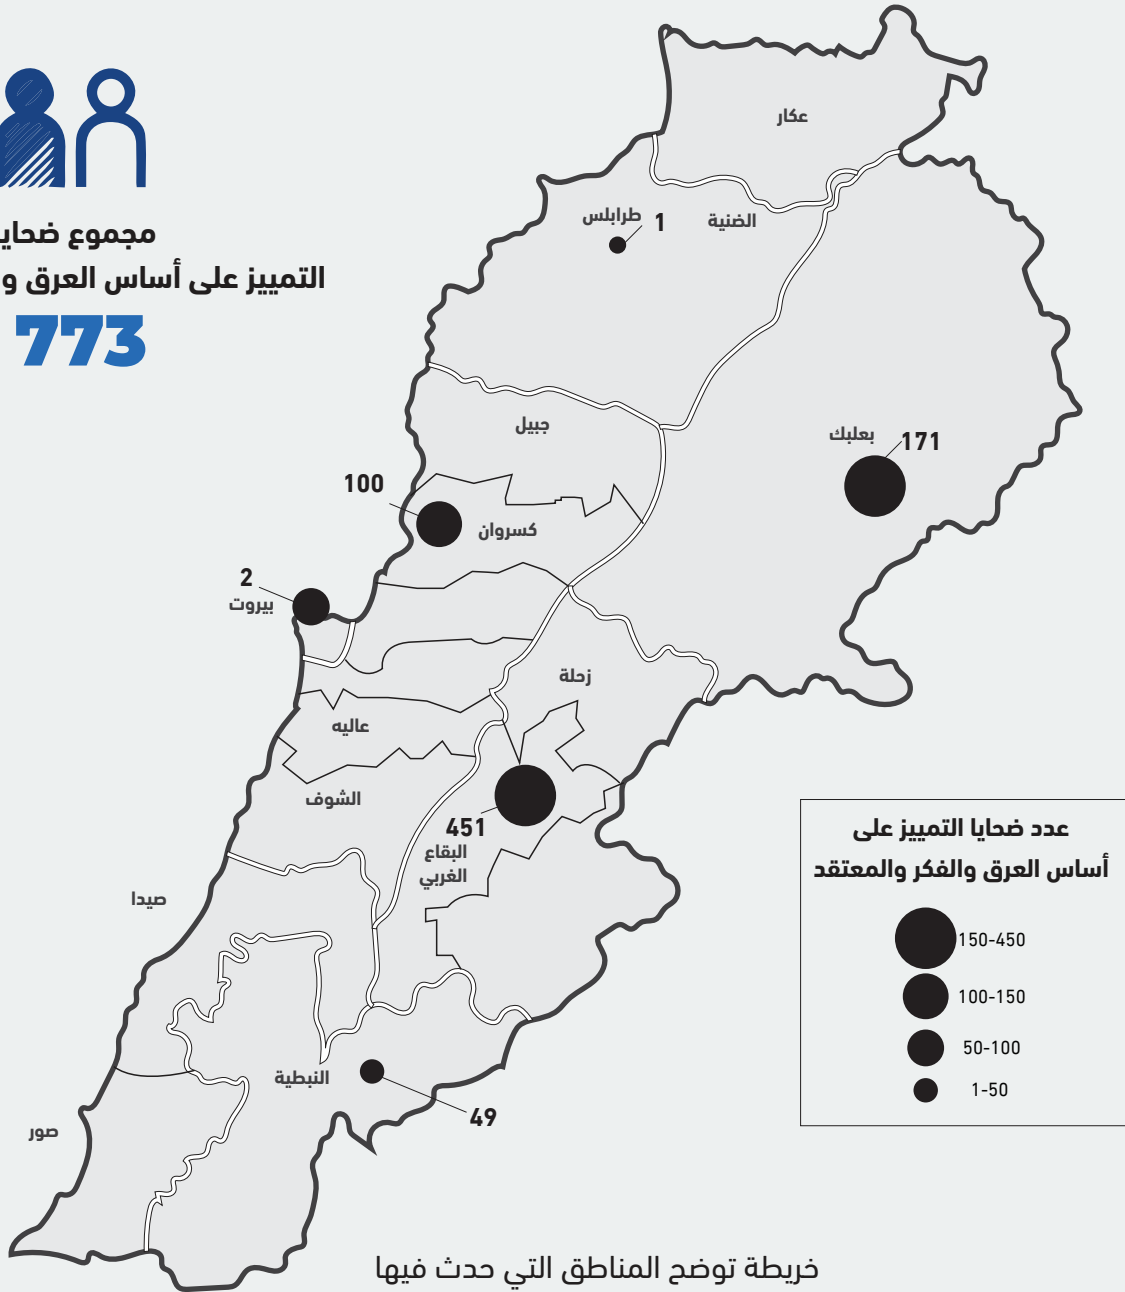 مجموع ضحايا
التمييز على أساس العرق و
773
عكار
الضنية
طرابلس
1
جبيل
بعلبك
171
100
كسروان
2
بيروت
زحلة
عاليه
الشوف
451
البقاع
الغربي
صيدا
النبطية
49
صور
عدد ضحايا التمييز على
أساس العرق والفكر والمعتقد
150-450
100-150
50-100
1-50
خريطة توضح المناطق التي حدث فيها